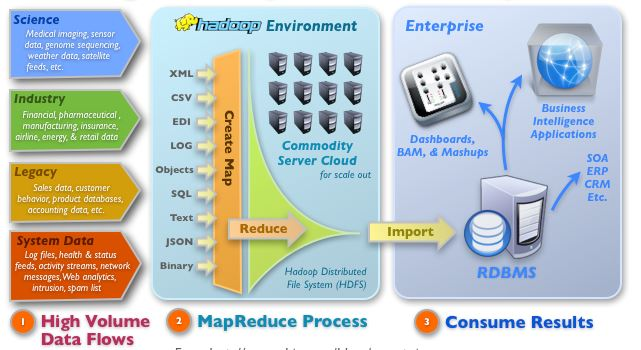 Science
Medical imaging, sensor
data, genome sequencing,
weather data, satellite
feeds, etc.
Industry
Financial, pharmaceutical ,
manufacturing, insurance,
airline, energy, & retail data
Legacy
Sales data, customer
behavior, product databases,
accounting data, etc.
System Data
Log files, health & status
feeds, activity streams, network
messages, Web analytics,
intrusion, spam list
1 High Volume
Data Flows
hadoop Environment
XML
CSV
EDI
LOG
Objects
SQL
Text
JSON
Binary
Create Map
Commodity
Server Cloud
for scale out
Reduce
Hadoop Distributed
File System (HDFS)
2 MapReduce Process
Import
Enterprise
Dashboards,
BAM, & Mashups
Business
Intelligence
Applications
SOA
ERP
CRM
Etc.
RDBMS
3 Consume Results